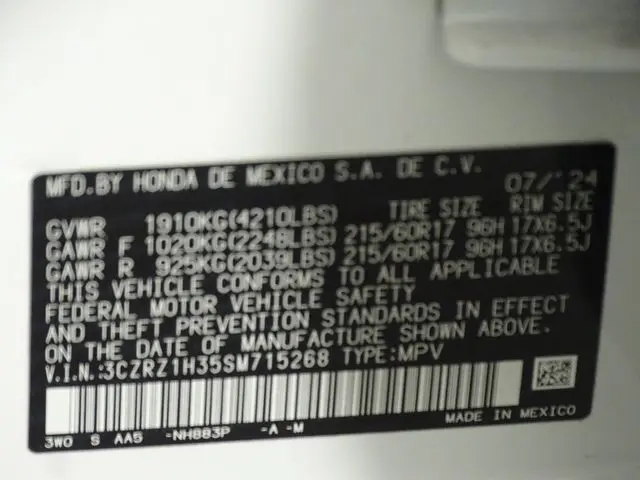 MFD.BY HONDA DE MEXICO S.A. DE C.V. 07/'24
TIRE SIZE RIM SIZE
GVWR 1910KG(4210LBS)
GAWR F 1020KG(2248LBS) 215/60R17 96H 17X6.5J
GAWR R 925KG(2039LBS) 215/60R17 96H 17X6.5J
THIS VEHICLE CONFORMS TO ALL APPLICABLE
FEDERAL MOTOR VEHICLE SAFETY
AND THEFT PREVENTION STANDARDS IN EFFECT
ON THE DATE OF MANUFACTURE SHOWN ABOVE.
V.I.N.:3CZRZ1H35SM715268 TYPE:MPV
MADE IN MEXICO
3W0 S AA5 -NH883P -A -M